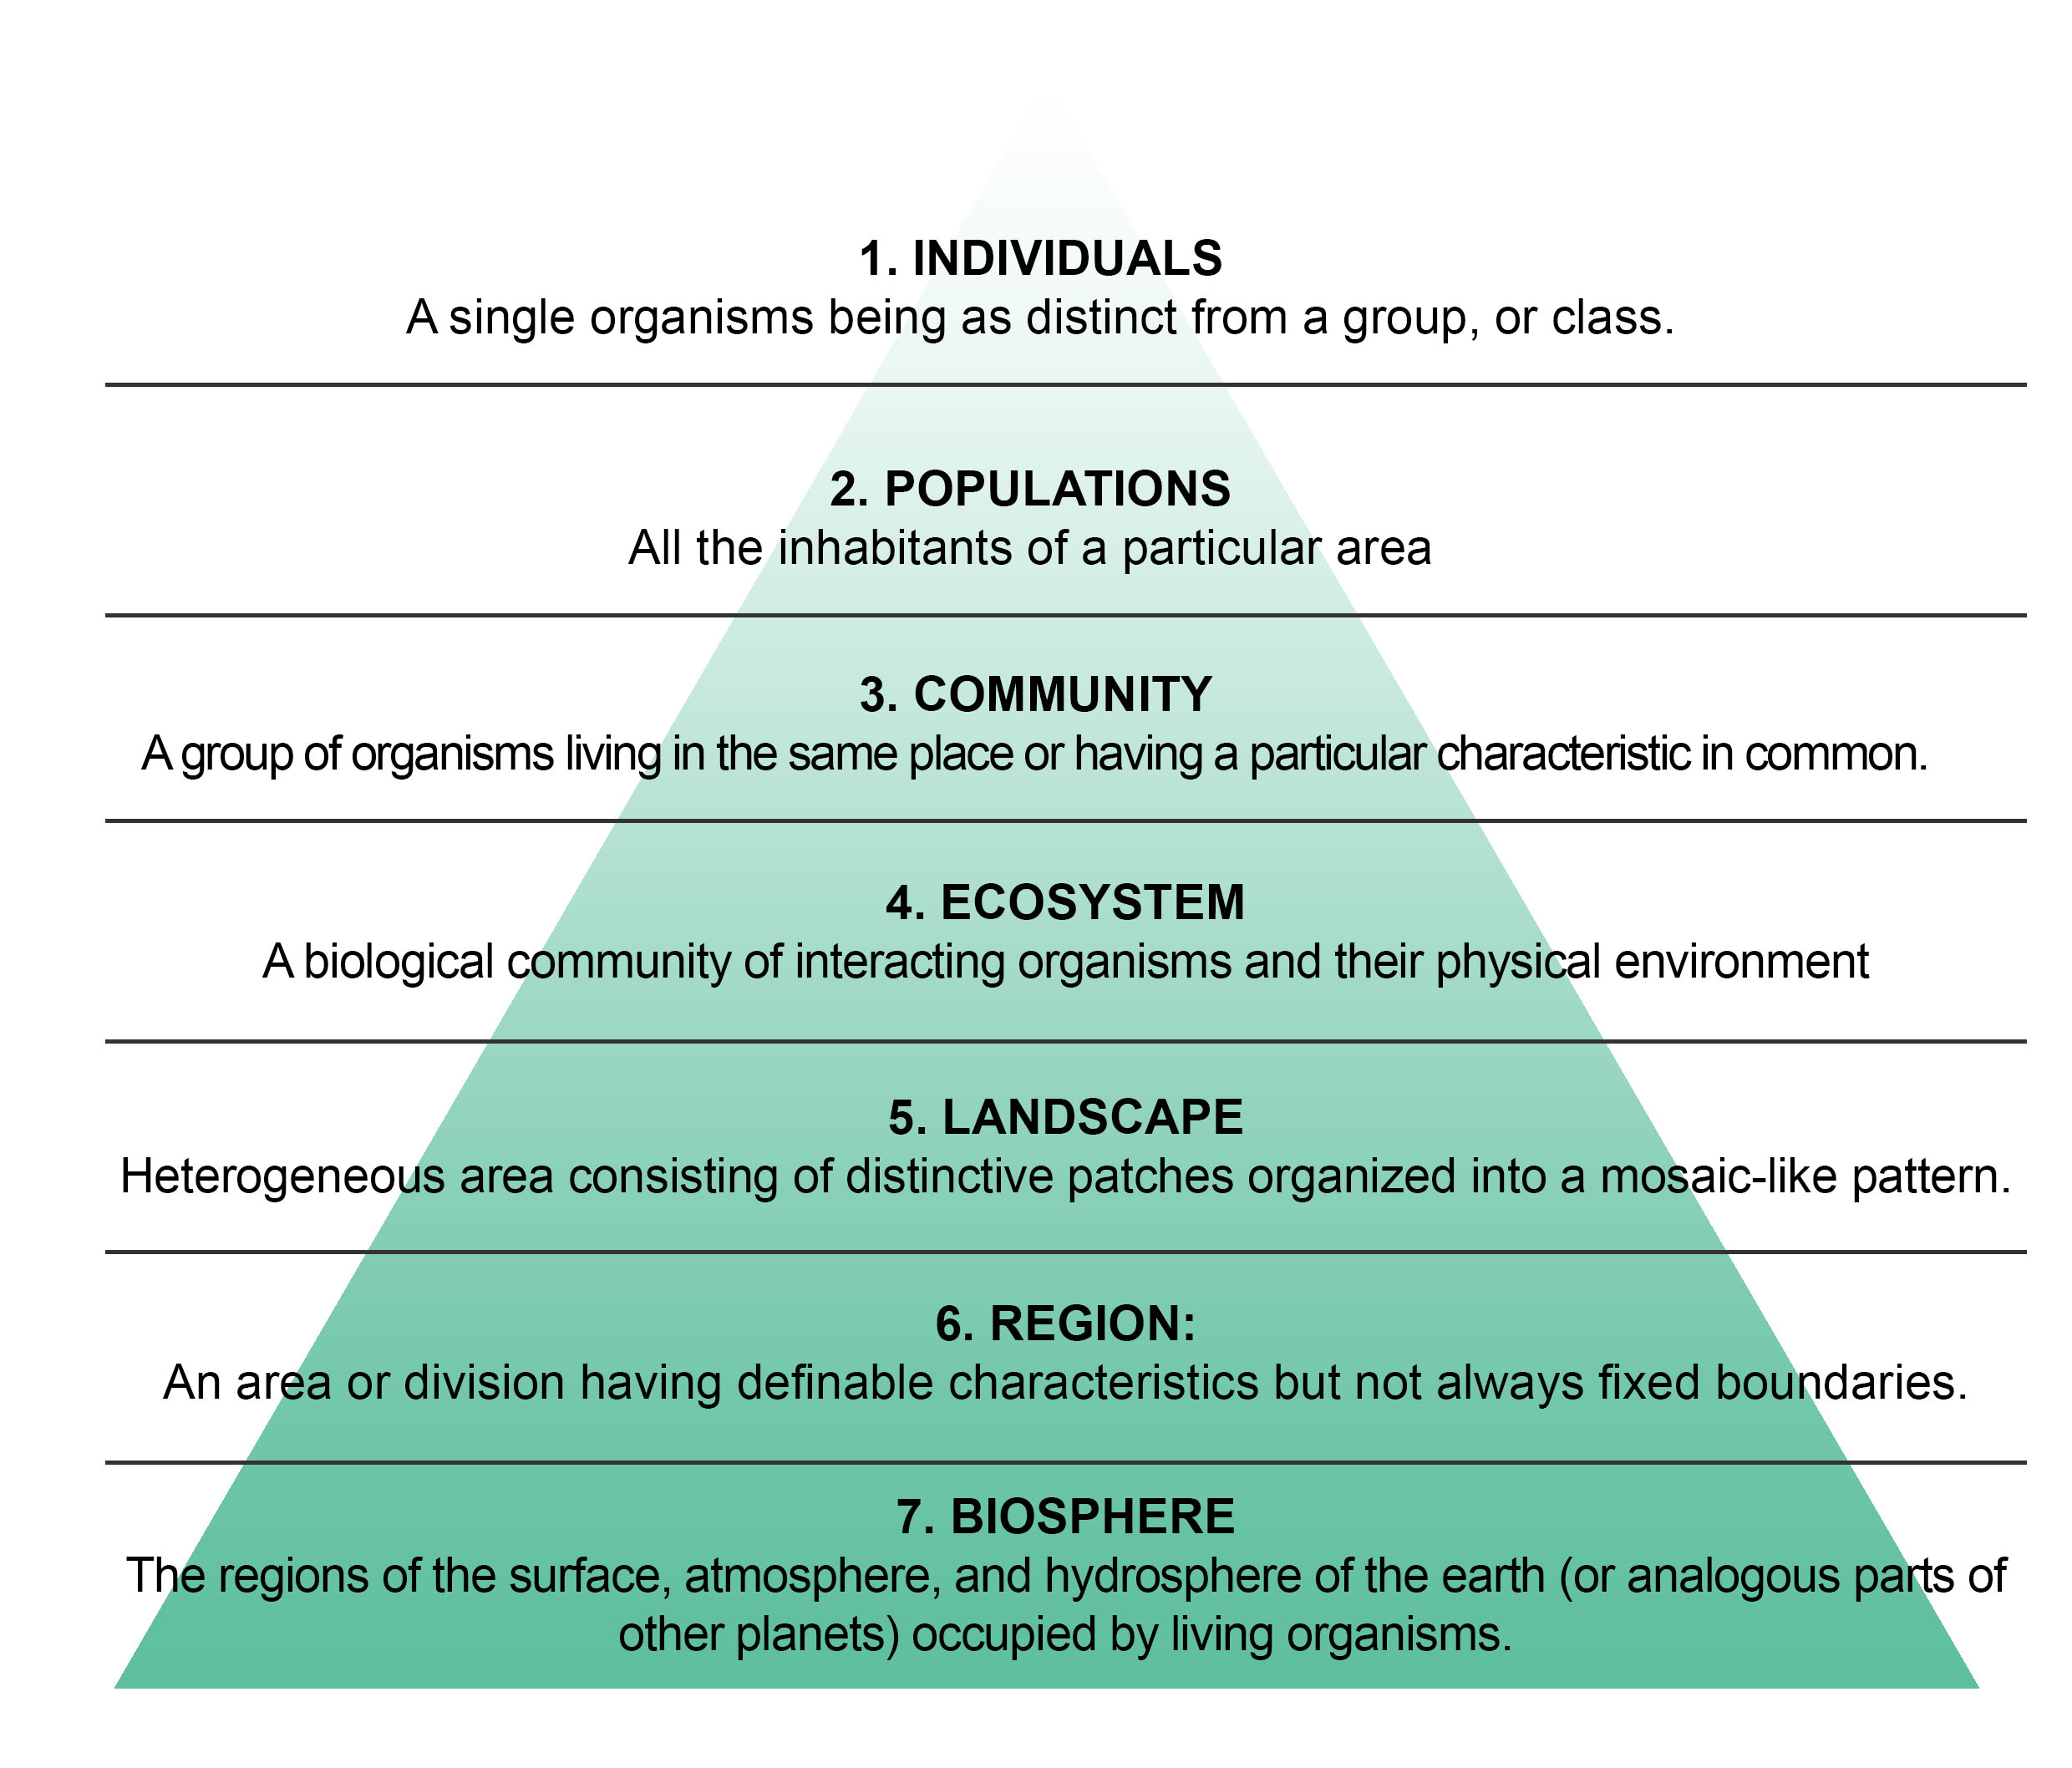 1. INDIVIDUALS
A single organisms being as distinct from a group, or class.
2. POPULATIONS
All the inhabitants of a particular area
3. COMMUNITY
A group of organisms living in the same place or having a particular characteristic in common.
4. ECOSYSTEM
A biological community of interacting organisms and their physical environment
5. LANDSCAPE
Heterogeneous area consisting of distinctive patches organized into a mosaic-like pattern.
6. REGION:
An area or division having definable characteristics but not always fixed boundaries.
7. BIOSPHERE
The regions of the surface, atmosphere, and hydrosphere of the earth (or analogous parts of
other planets) occupied by living organisms.